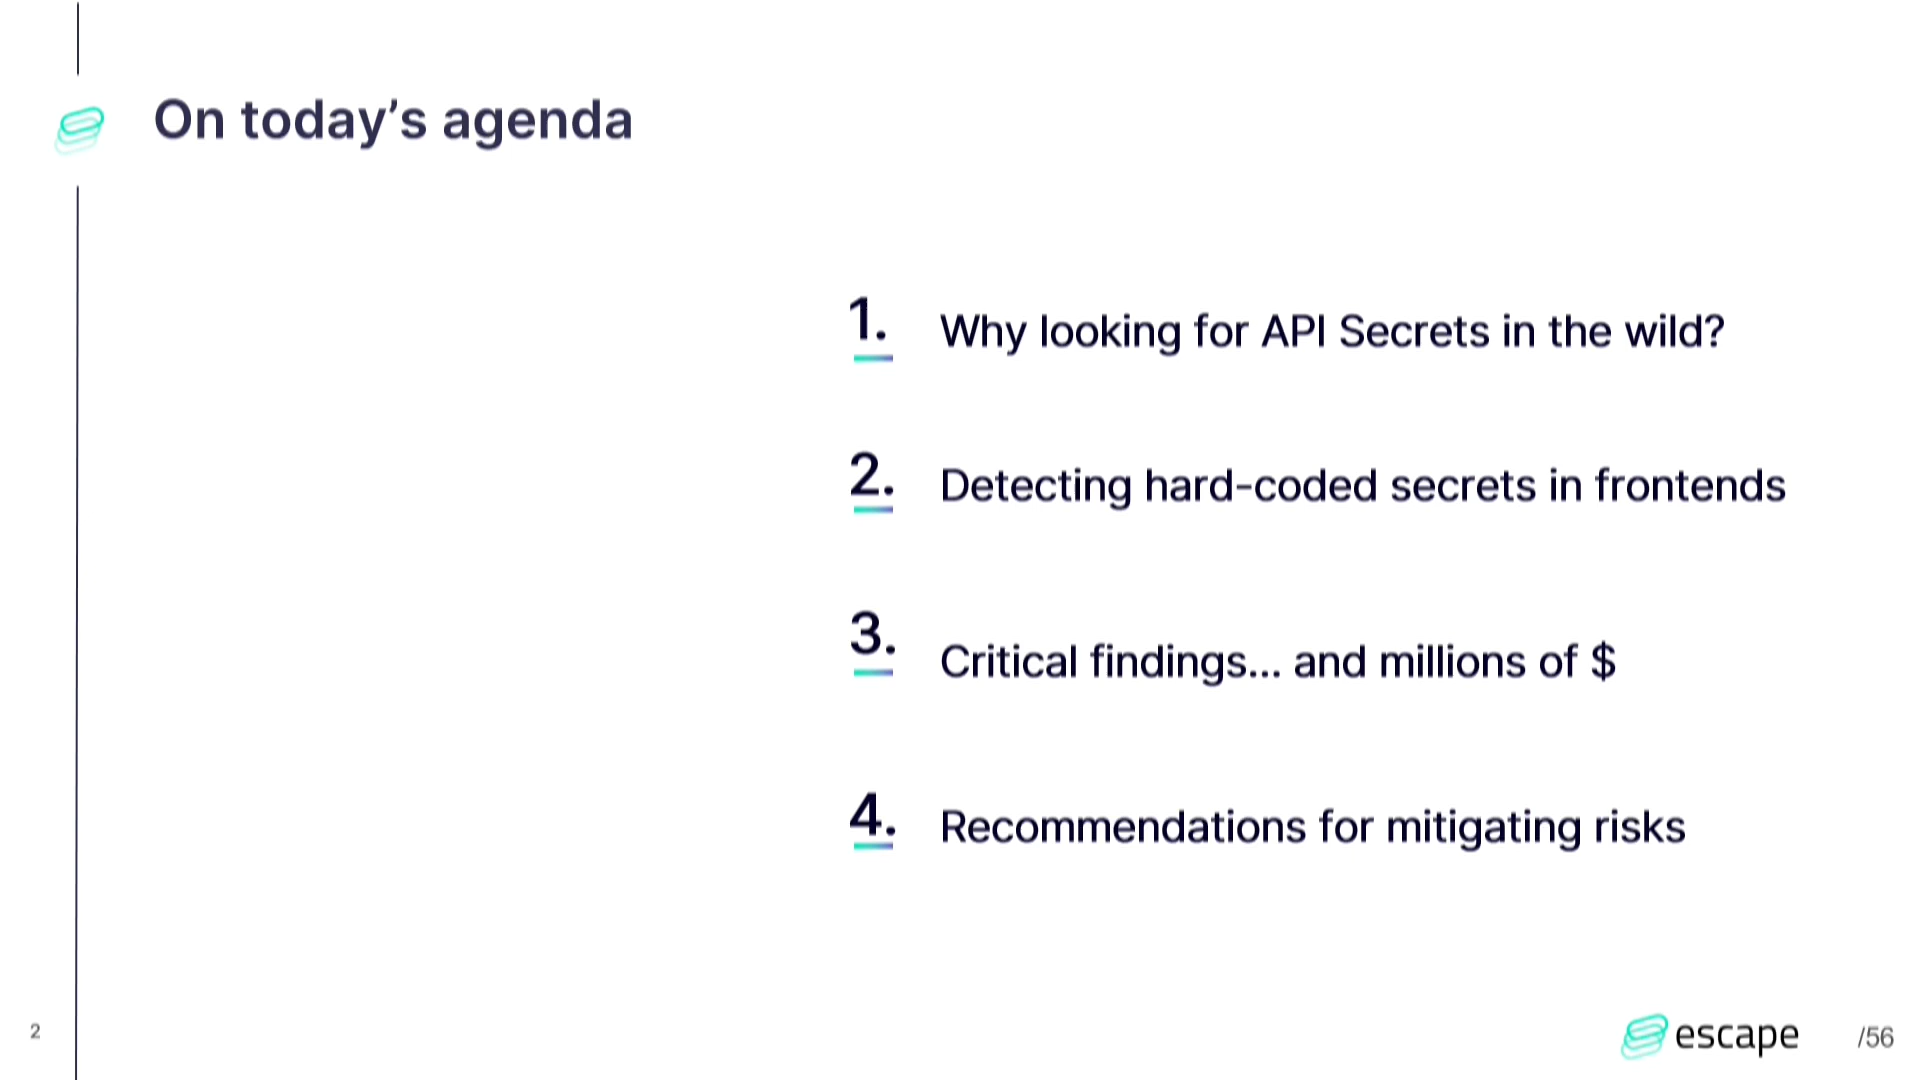 On today’s agenda
1. Why looking for API Secrets in the wild?
2. Detecting hard-coded secrets in frontends
3. Critical findings... and millions of $
4. Recommendations for mitigating risks
2
escape
/56